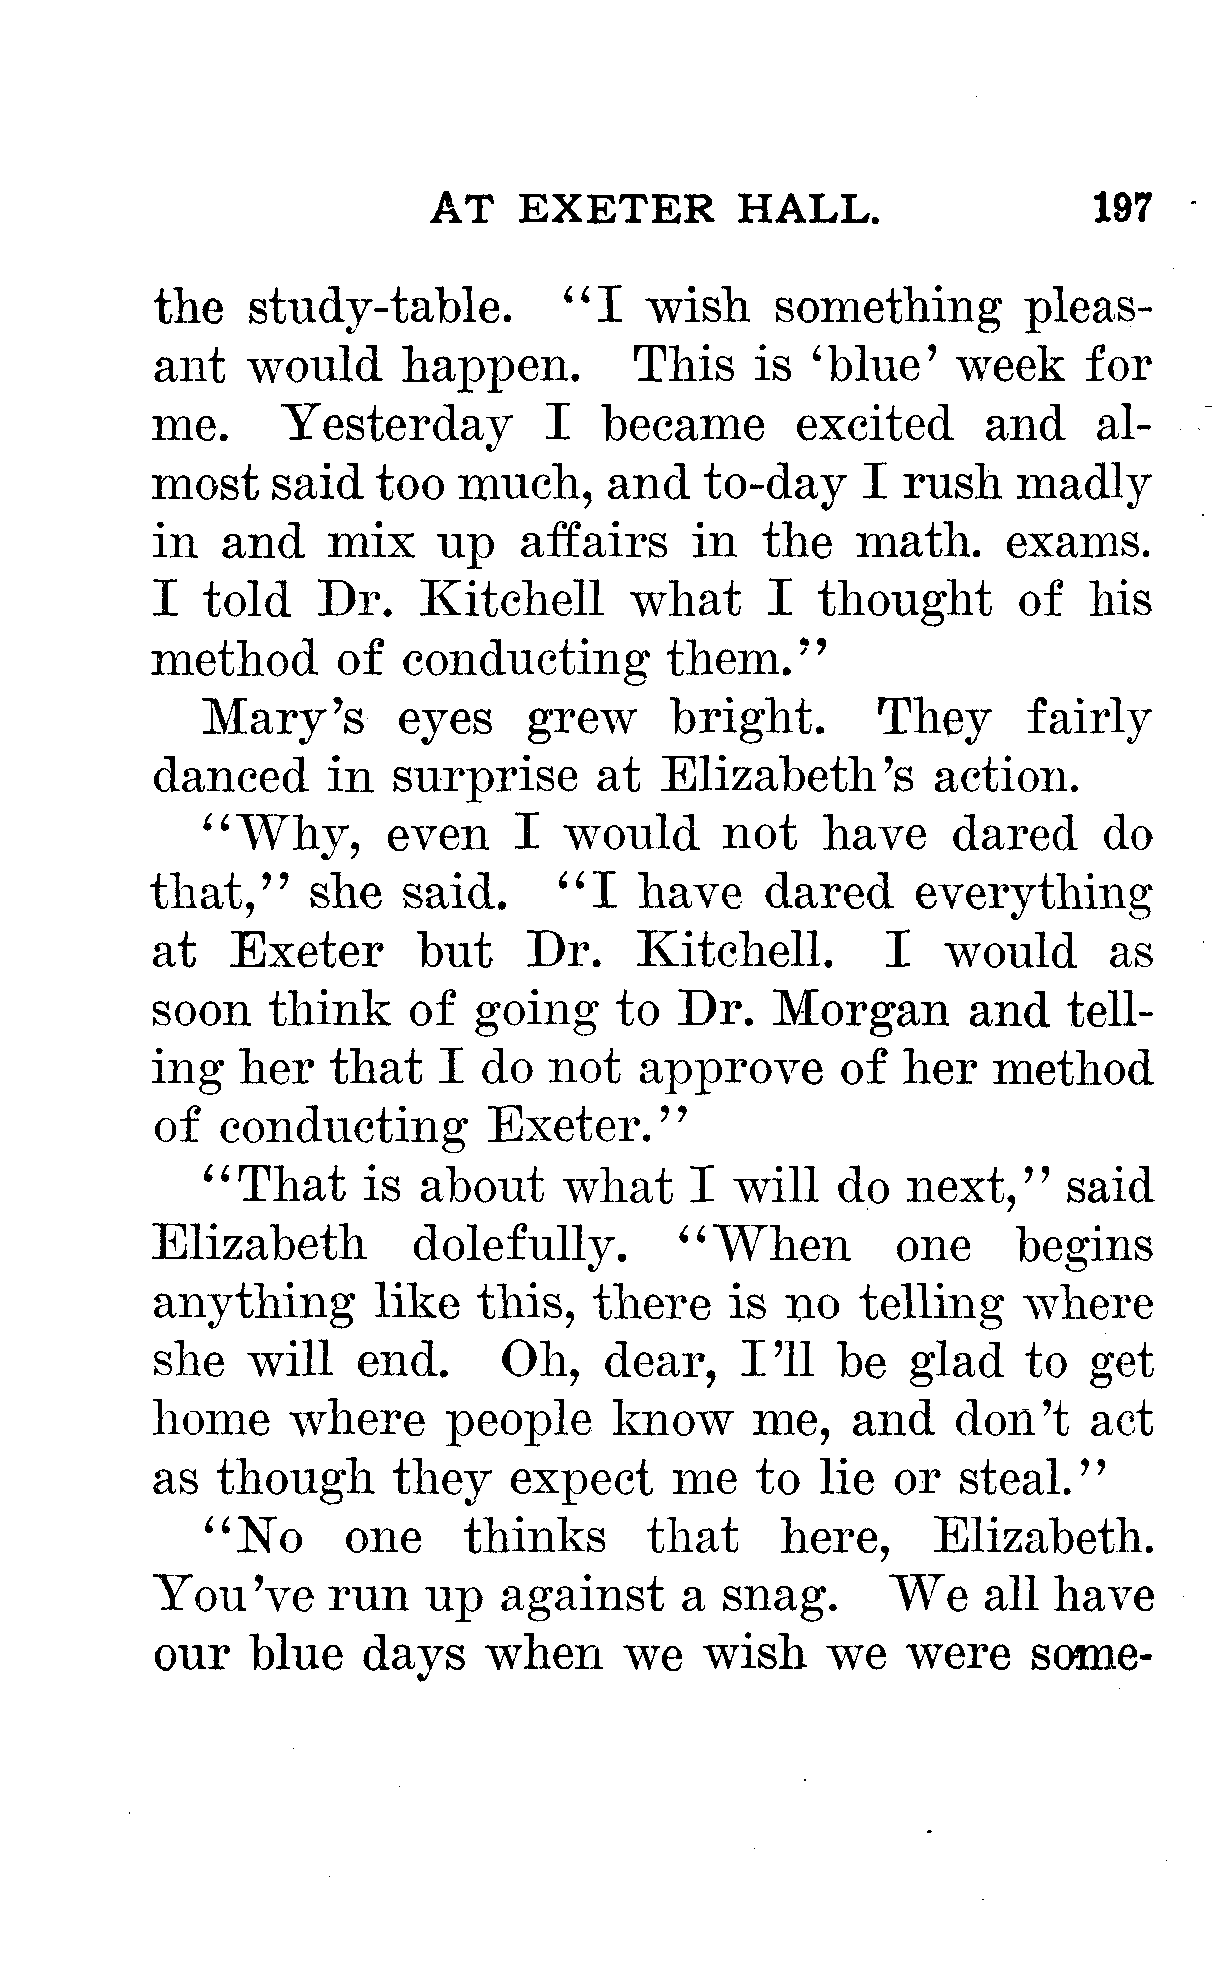 AT EXETER HALL. 197
the study-table. "I wish something pleas-
ant would happen. This is 'blue' week for
me. Yesterday I became excited and al-
most said too much, and to-day I rush madly
in and mix up affairs in the math. exams.
I told Dr. Kitchell what I thought of his
method of conducting them."
Mary's eyes grew bright. They fairly
danced in surprise at Elizabeth's action.
"Why, even I would not have dared do
that," she said. "I have dared everything
at Exeter but Dr. Kitchell. I would as
soon think of going to Dr. Morgan and tell-
ing her that I do not approve of her method
of conducting Exeter."
"That is about what I will do next," said
Elizabeth dolefully. "When one begins
anything like this, there is no telling where
she will end. Oh, dear, I'll be glad to get
home where people know me, and don't act
as though they expect me to lie or steal."
"No one thinks that here, Elizabeth.
You've run up against a snag. We all have
our blue days when we wish we were some-